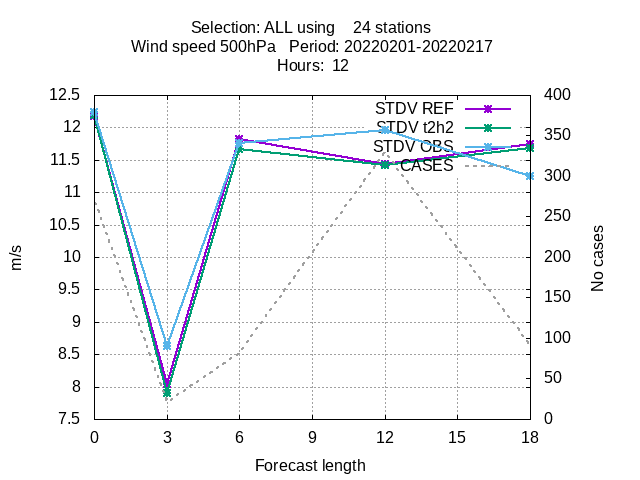 Selection: ALL using    24 stations
Wind speed 500hPa   Period: 20220201-20220217
Hours:  12
STDV REF
STDV t2h2
STDV OBS
CASES
12.5
12
11.5
11
10.5
10
9.5
9
8.5
8
7.5
400
350
300
250
200
150
100
50
0
m/s
No cases
0 3 6 9 12 15 18
Forecast length